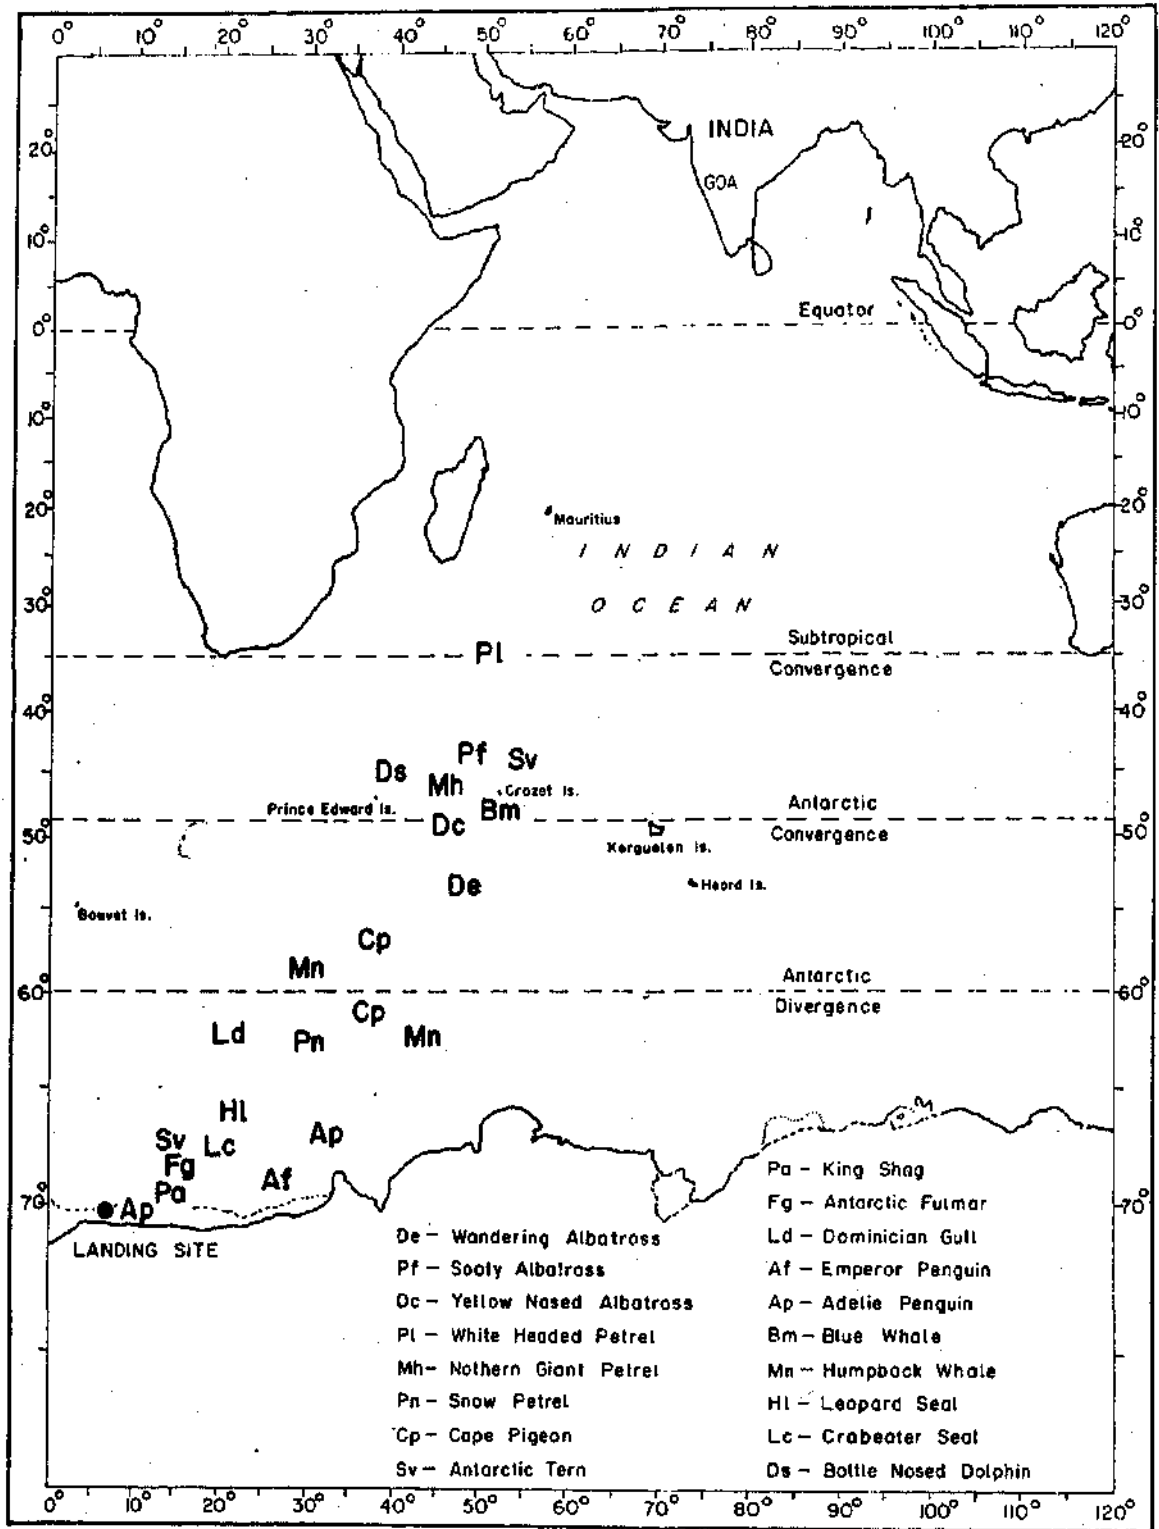 0° 10° 20° 30° 40° 50° 60° 70° 80° 90° 100° 110° 120°
INDIA
20° 20°
GOA
10° 10°
Equator
0° 0°
10° 10°
20° 20°
Mauritius
INDIAN
OCEAN
30° 30°
Subtropical
Pl
Convergence
40° 40°
Pf Sv
Ds
Mh
Crozet Is.
Antarctic
Prince Edward Is.
Bm
Dc
50° 50°
Convergence
Kerguelen Is.
De
Heard Is.
Bouvet Is.
Cp
Mn
Antarctic
60° 60°
Divergence
Cp
Ld Pn Mn
Hl
Ap
Sv Lc
Fg
Af
Pa
70° 70°
Ap
LANDING SITE
De – Wandering Albatross
Pf – Sooty Albatrass
Dc – Yellow Nased Albatross
Pl – White Headed Petrel
Mh – Nothern Giant Petrel
Pn – Snow Petrel
Cp – Cape Pigeon
Sv – Antarctic Tern
Pa – King Shag
Fg – Antarctic Fulmar
Ld – Dominician Gull
Af – Emperor Penguin
Ap – Adelie Penguin
Bm – Blue Whale
Mn – Humpback Whale
Hl – Leopard Seal
Lc – Crabeater Seal
Ds – Bottle Nosed Dolphin
0° 10° 20° 30° 40° 50° 60° 70° 80° 90° 100° 110° 120°